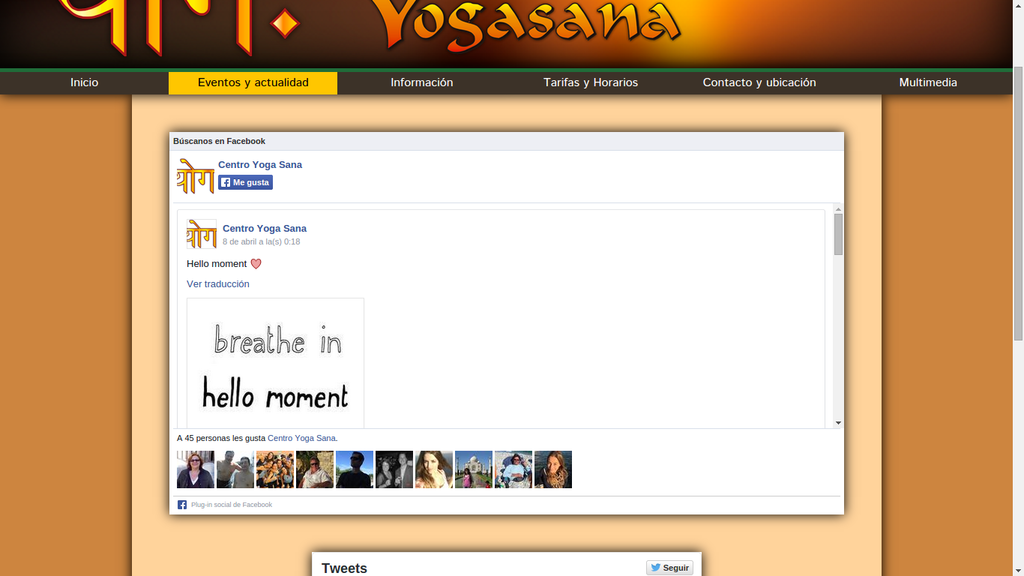 योग.
Yogasana
Inicio
Eventos y actualidad
Información
Tarifas y Horarios
Contacto y ubicación
Multimedia
Búscanos en Facebook
योग
Centro Yoga Sana
Me gusta
योग
Centro Yoga Sana
8 de abril a la(s) 0:18
Hello moment
Ver traducción
breathe in
hello moment
A 45 personas les gusta Centro Yoga Sana.
Plug-in social de Facebook
Tweets
Seguir